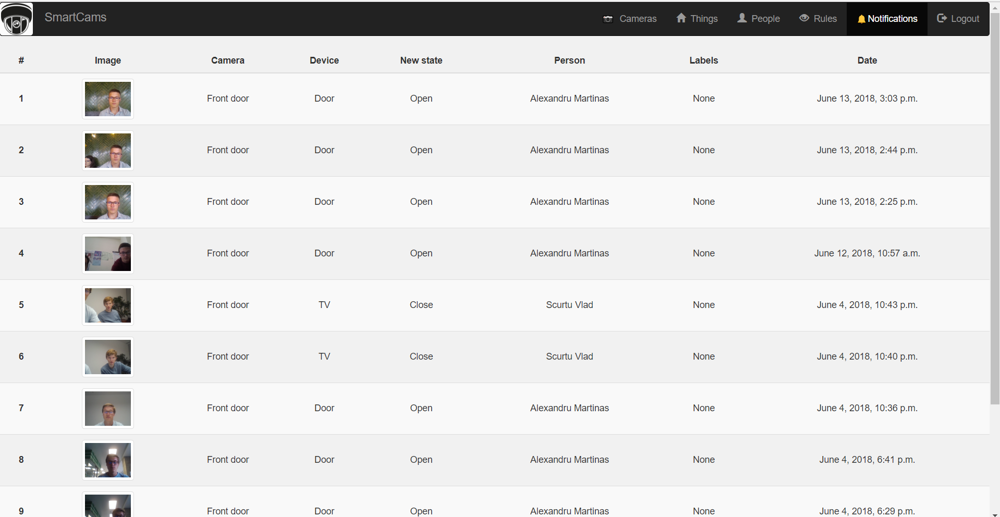 SmartCams Cameras Things People Rules Notifications Logout
# Image Camera Device New state Person Labels Date
1 Front door Door Open Alexandru Martinas None June 13, 2018, 3:03 p.m.
2 Front door Door Open Alexandru Martinas None June 13, 2018, 2:44 p.m.
3 Front door Door Open Alexandru Martinas None June 13, 2018, 2:25 p.m.
4 Front door Door Open Alexandru Martinas None June 12, 2018, 10:57 a.m.
5 Front door TV Close Scurtu Vlad None June 4, 2018, 10:43 p.m.
6 Front door TV Close Scurtu Vlad None June 4, 2018, 10:40 p.m.
7 Front door Door Open Alexandru Martinas None June 4, 2018, 10:36 p.m.
8 Front door Door Open Alexandru Martinas None June 4, 2018, 6:41 p.m.
9 Front door Door Open Alexandru Martinas None June 4, 2018, 6:29 p.m.